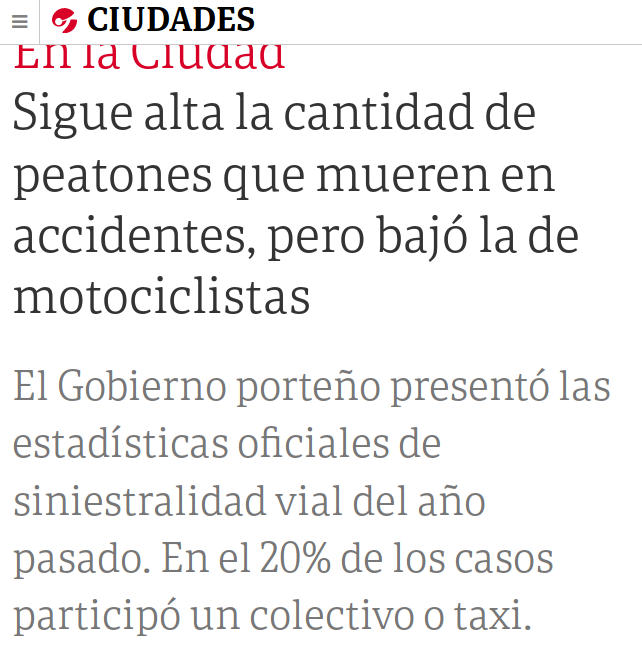 CIUDADES
En la Ciudad
Sigue alta la cantidad de
peatones que mueren en
accidentes, pero bajó la de
motociclistas
El Gobierno porteño presentó las
estadísticas oficiales de
siniestralidad vial del año
pasado. En el 20% de los casos
participó un colectivo o taxi.